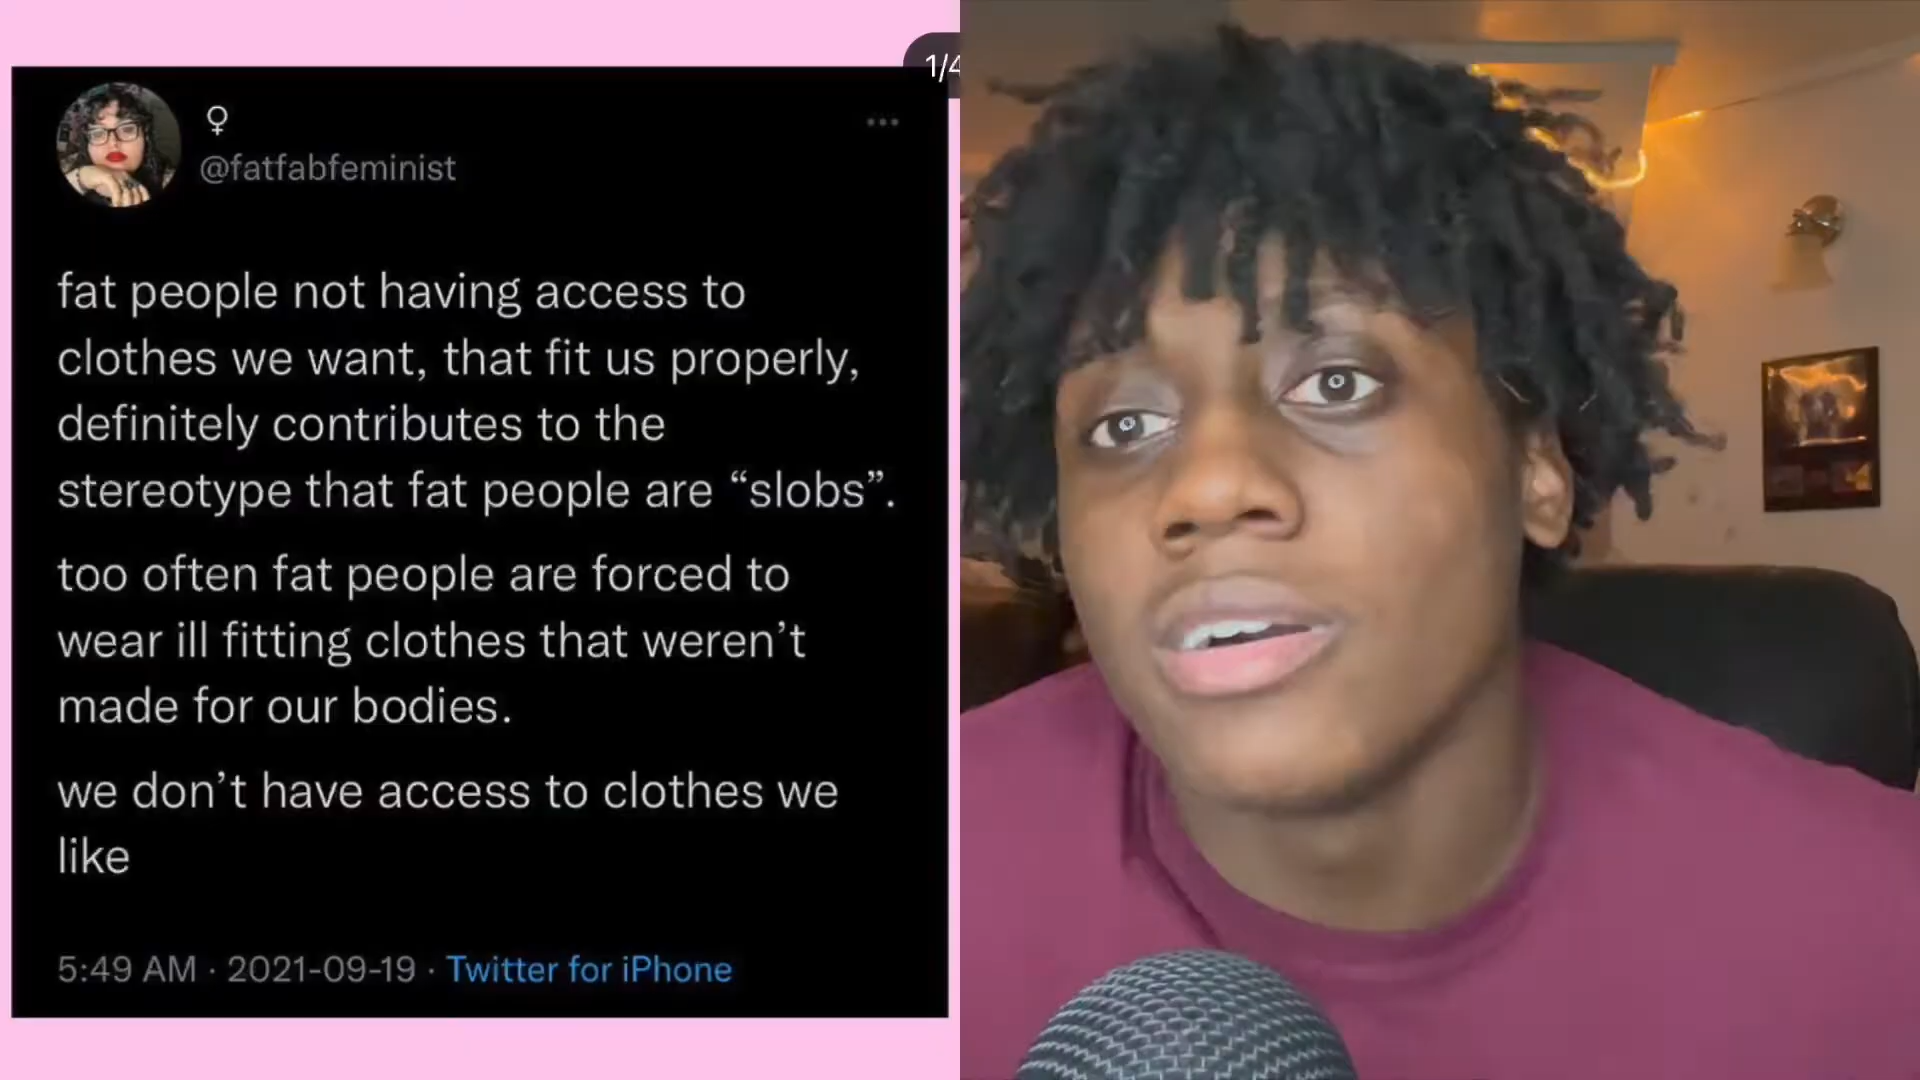 1/4
♀
@fatfabfeminist
fat people not having access to
clothes we want, that fit us properly,
definitely contributes to the
stereotype that fat people are “slobs”.
too often fat people are forced to
wear ill fitting clothes that weren’t
made for our bodies.
we don’t have access to clothes we
like
5:49 AM · 2021-09-19 · Twitter for iPhone